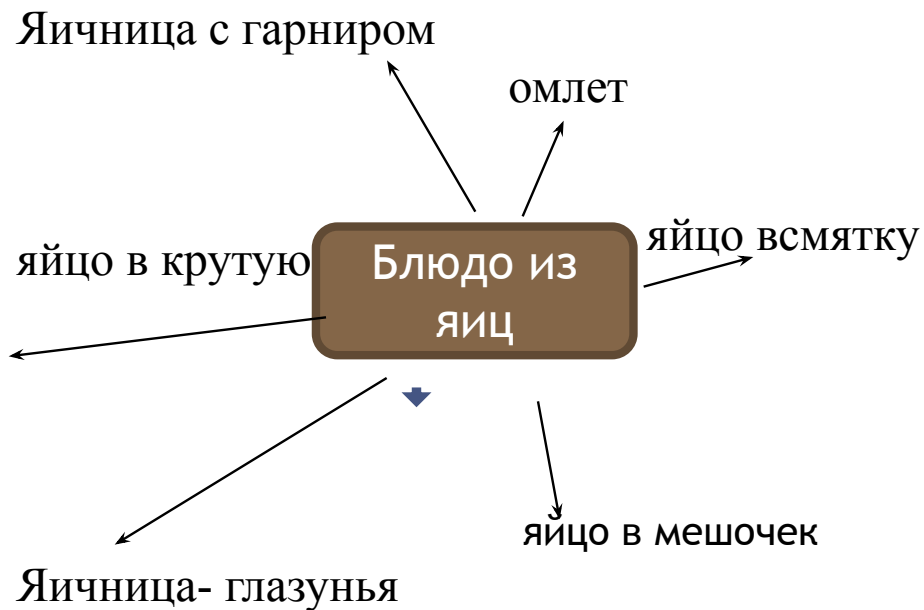 Яичница с гарниром
омлет
яйцо всмятку
яйцо в крутую
Блюдо из
яиц
яйцо в мешочек
Яичница- глазунья